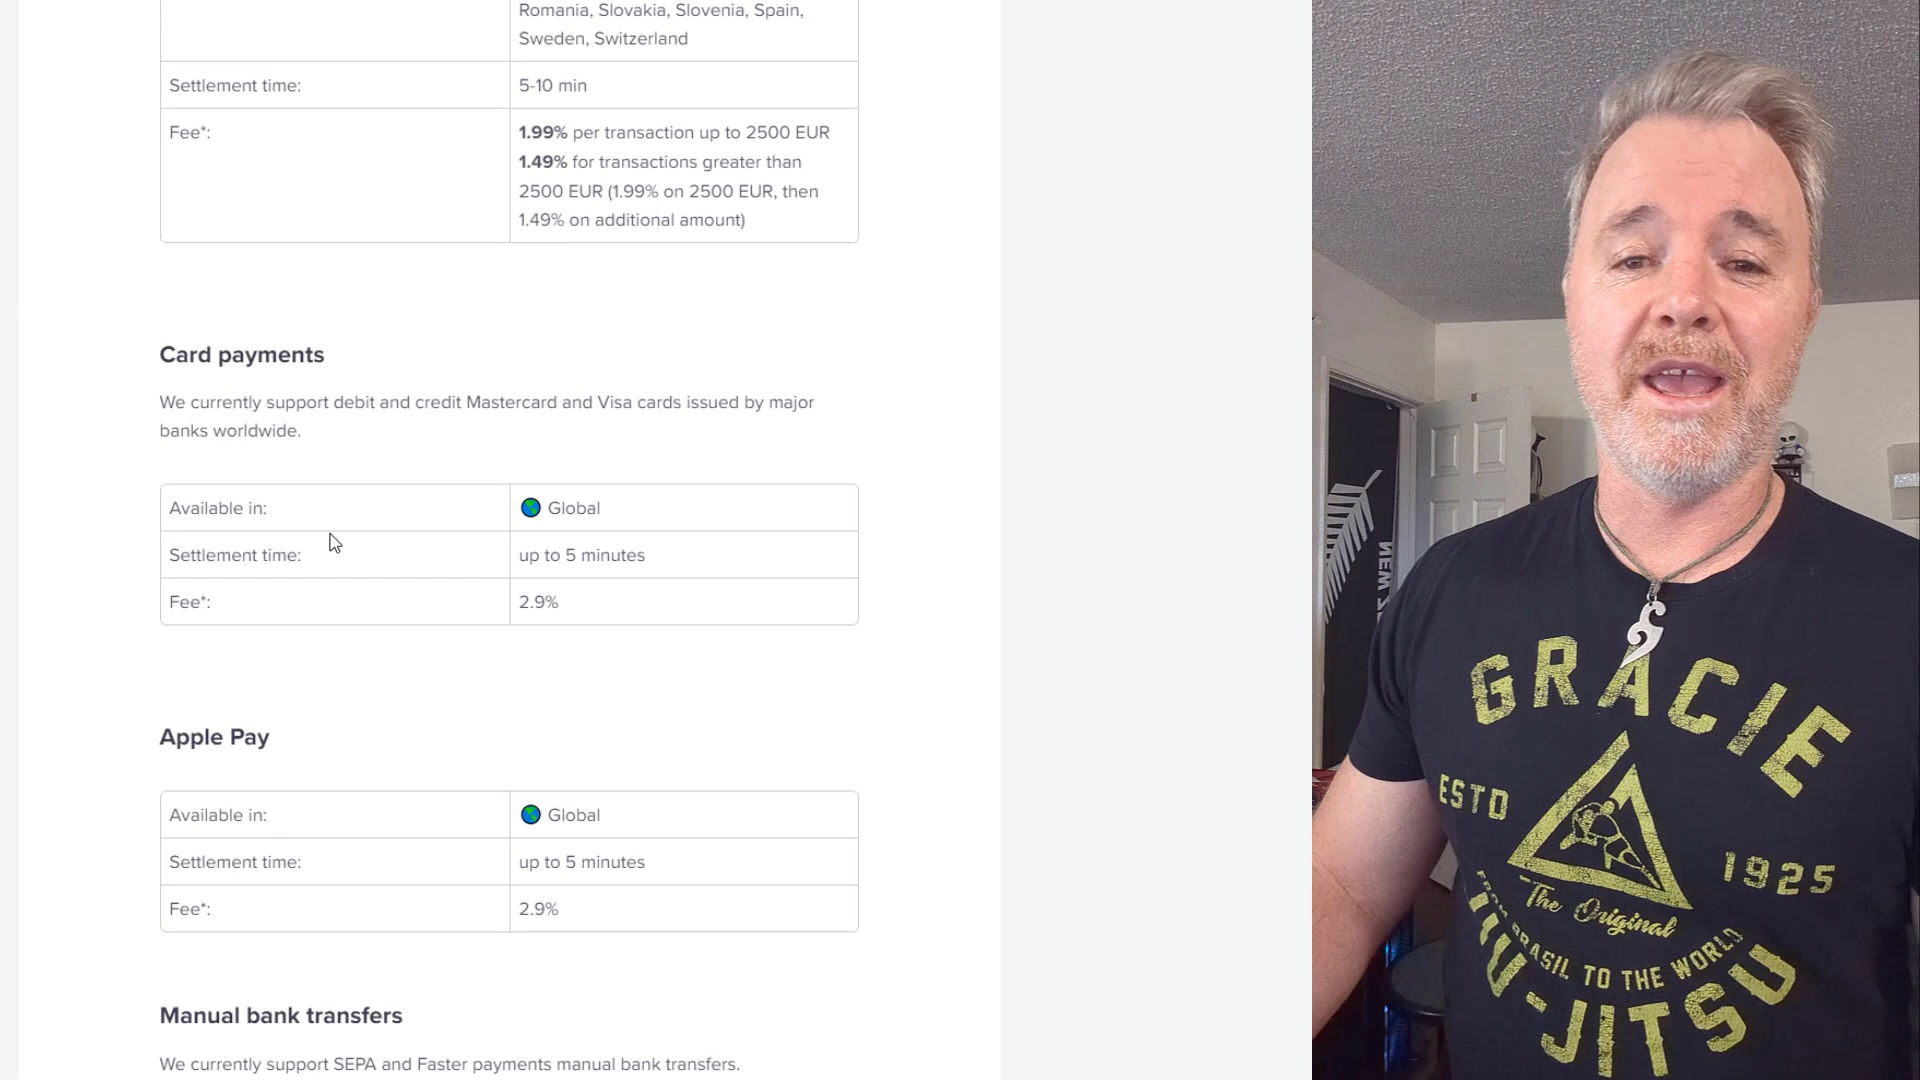 Romania, Slovakia, Slovenia, Spain,
Sweden, Switzerland
Settlement time:
5-10 min
Fee*:
1.99% per transaction up to 2500 EUR
1.49% for transactions greater than
2500 EUR (1.99% on 2500 EUR, then
1.49% on additional amount)
Card payments
We currently support debit and credit Mastercard and Visa cards issued by major
banks worldwide.
Available in:
Global
Settlement time:
up to 5 minutes
Fee*:
2.9%
Apple Pay
Available in:
Global
Settlement time:
up to 5 minutes
Fee*:
2.9%
Manual bank transfers
We currently support SEPA and Faster payments manual bank transfers.
NEW
GRACIE
ESTD
1925
The Original
FROM BRASIL TO THE WORLD
JIU-JITSU